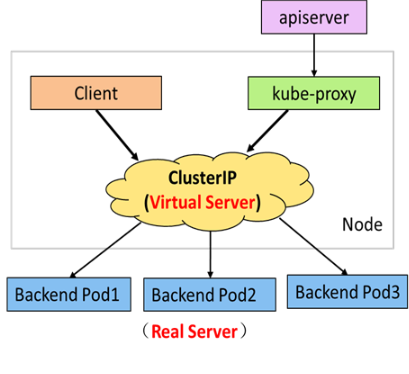 apiserver
Client
kube-proxy
ClusterIP
(Virtual Server)
Node
Backend Pod1
Backend Pod2
Backend Pod3
（Real Server）